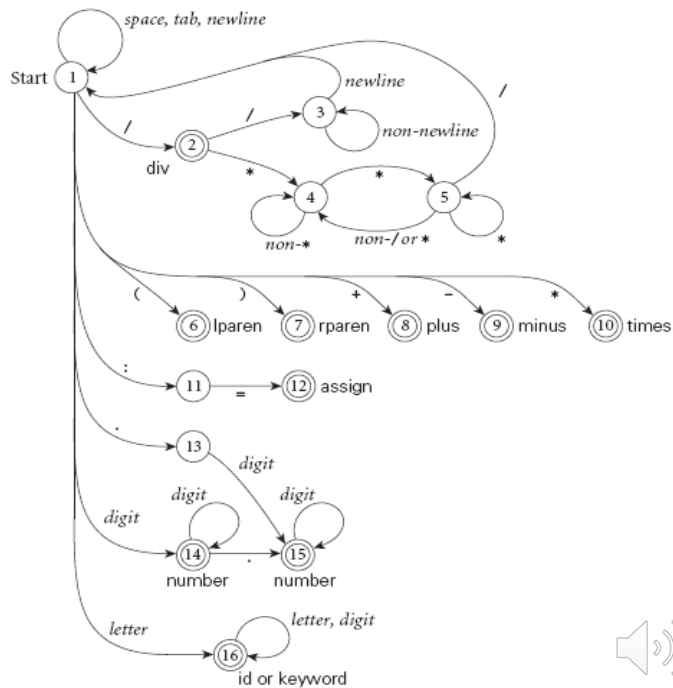 space, tab, newline
Start 1
newline
/
/ / 3
2 non-newline
div * *
4 5
non-* non-/ or * *
( ) + - *
6 lparen 7 rparen 8 plus 9 minus 10 times
:
11 = 12 assign
.
13
digit
digit digit
digit
14 . 15
number number
letter letter, digit
16
id or keyword